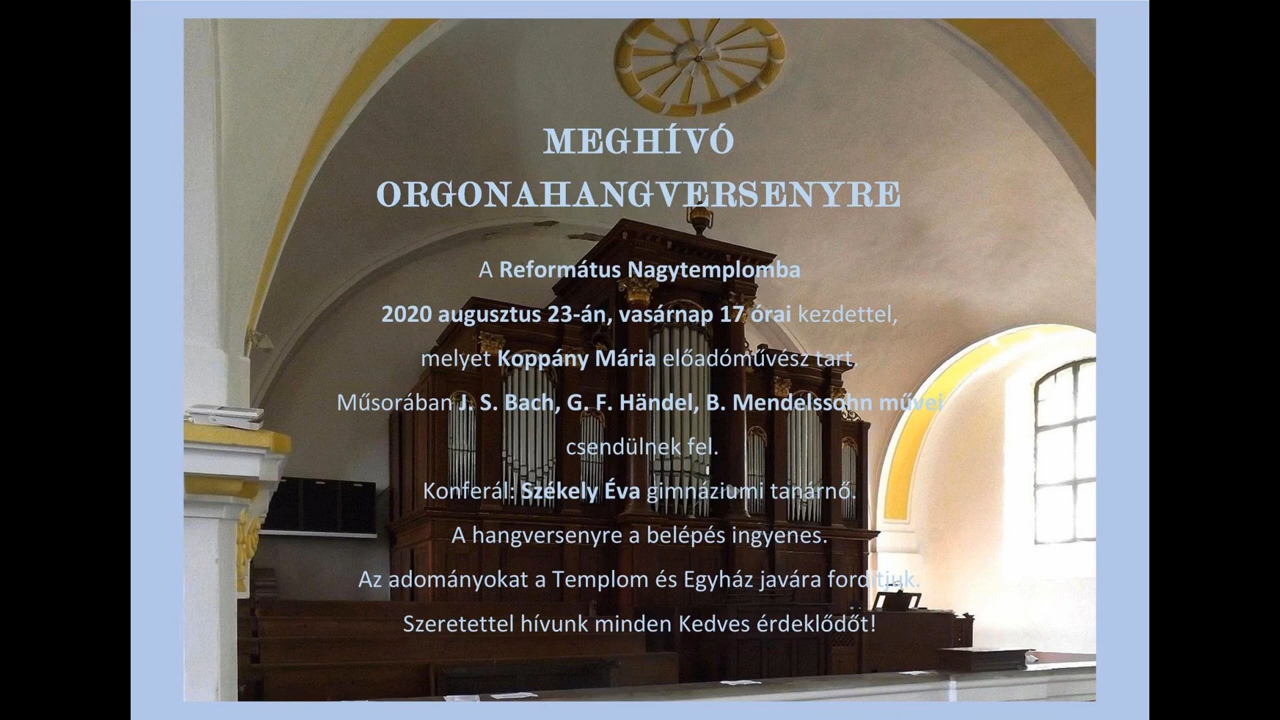 MEGHÍVÓ
ORGONAHANGVERSENYRE
A Református Nagytemplomba
2020 augusztus 23-án, vasárnap 17 órai kezdettel,
melyet Koppány Mária előadóművész tart.
Műsorában J. S. Bach, G. F. Händel, B. Mendelssohn művei
csendülnek fel.
Konferál: Székely Éva gimnáziumi tanárnő.
A hangversenyre a belépés ingyenes.
Az adományokat a Templom és Egyház javára fordítjuk.
Szeretettel hívunk minden Kedves érdeklődőt!